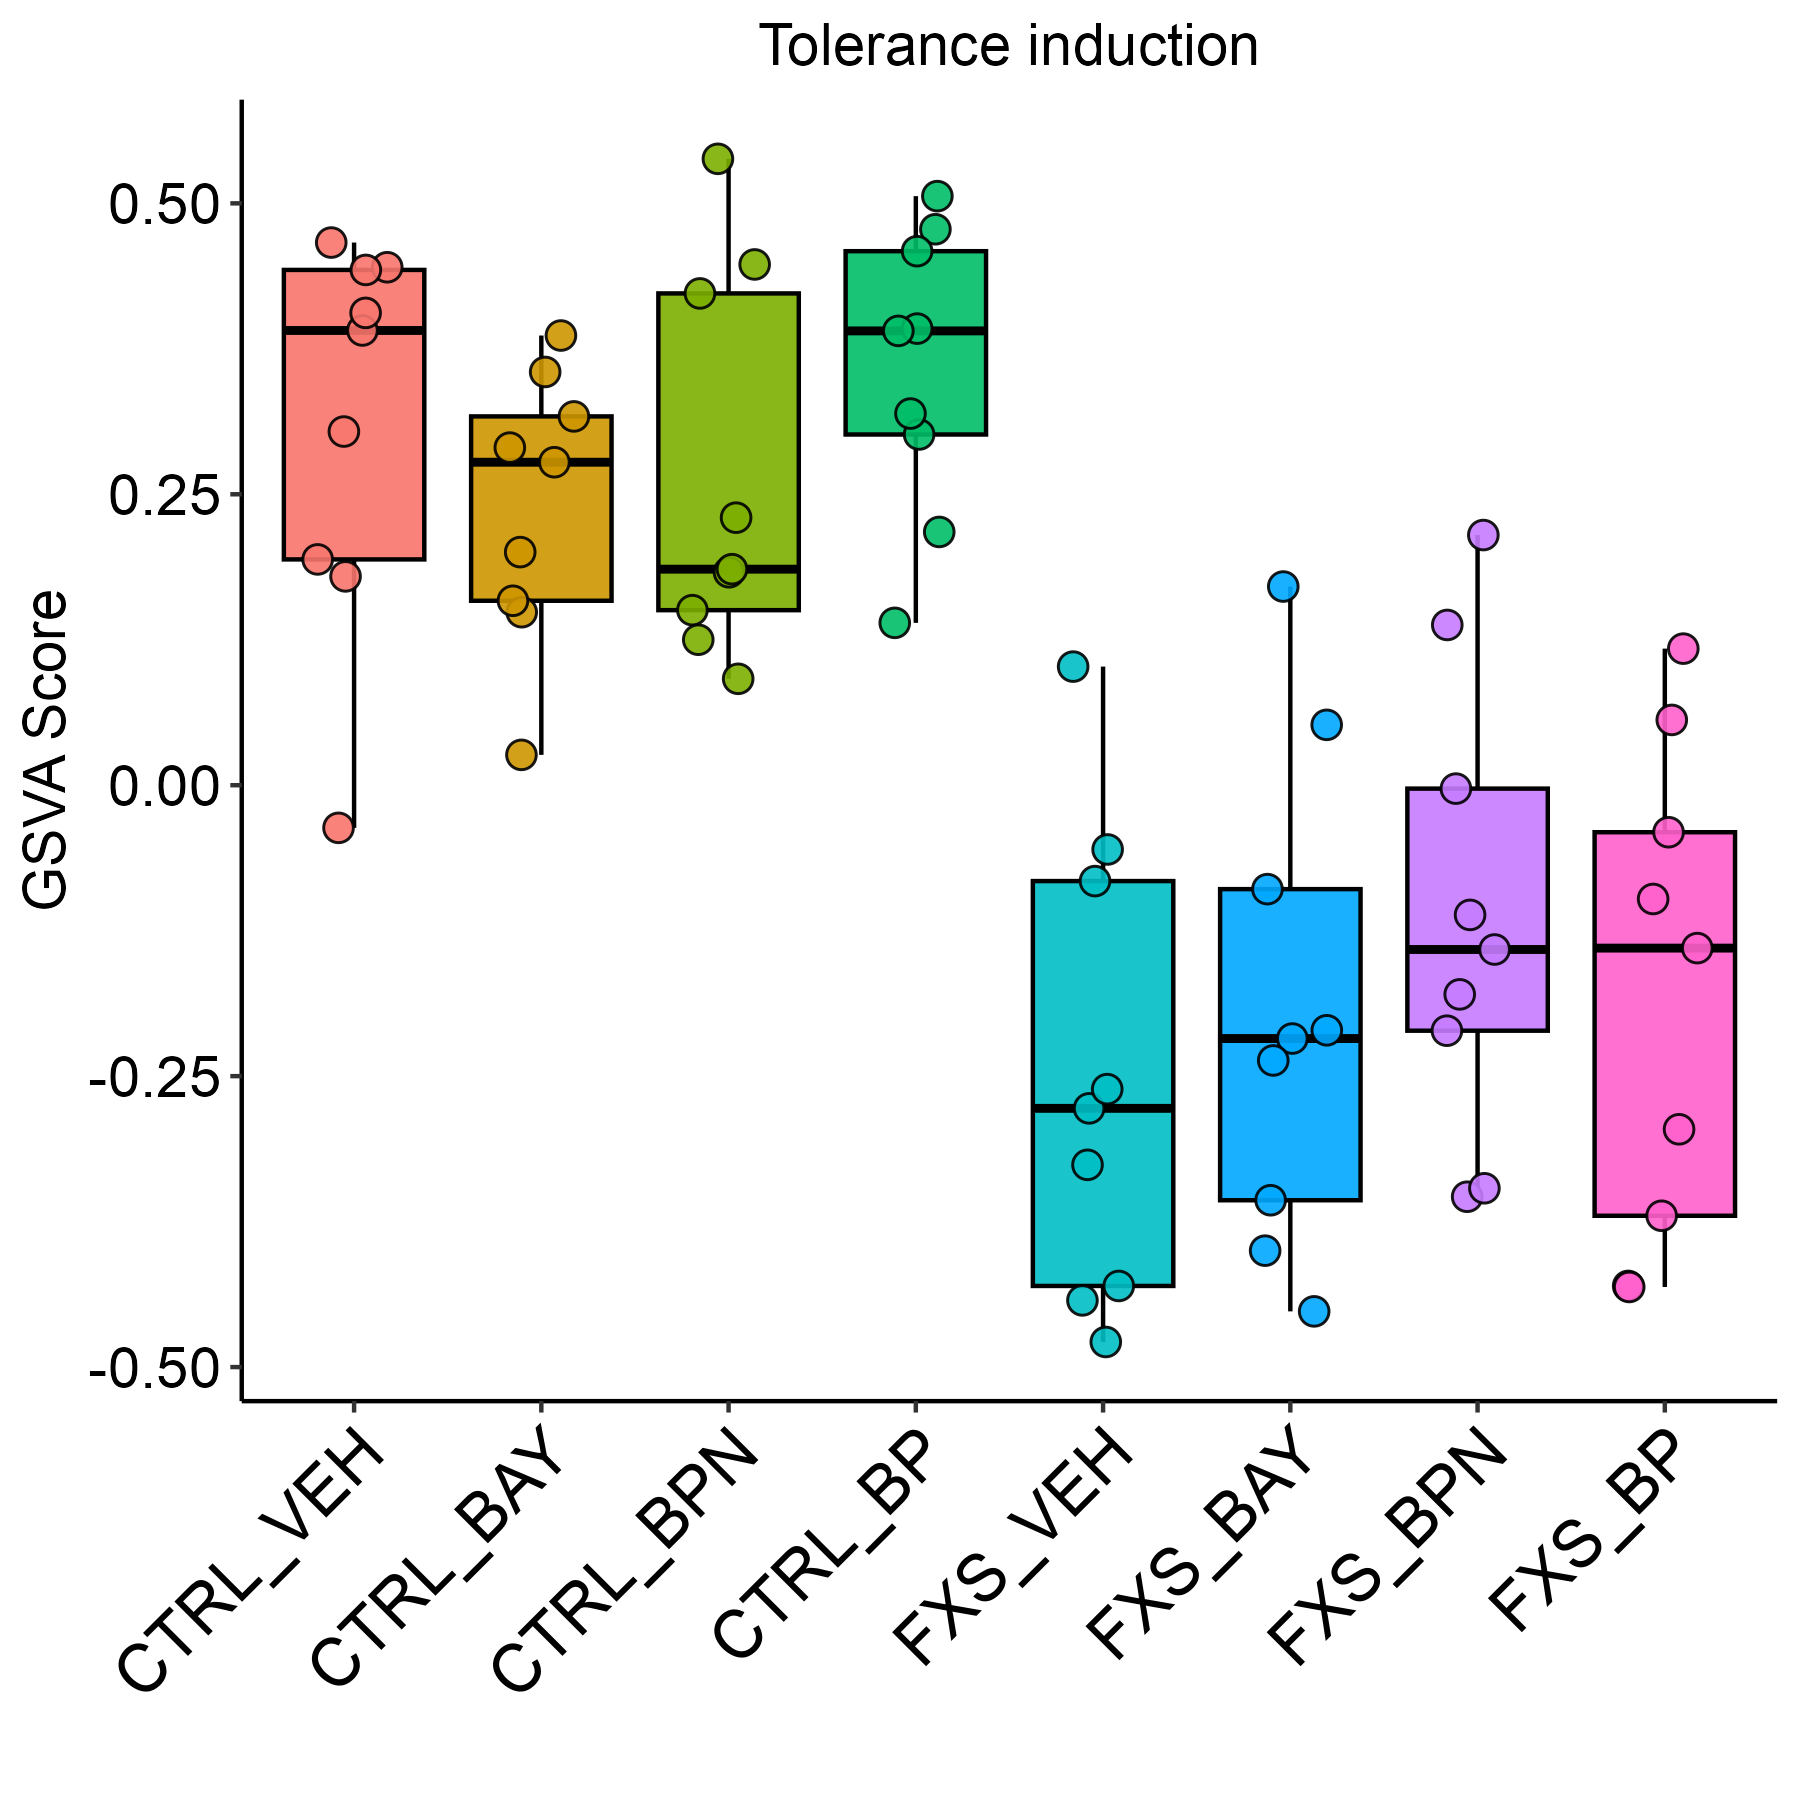 Tolerance induction
GSVA Score
0.50
0.25
0.00
-0.25
-0.50
CTRL_VEH
CTRL_BAY
CTRL_BPN
CTRL_BP
FXS_VEH
FXS_BAY
FXS_BPN
FXS_BP